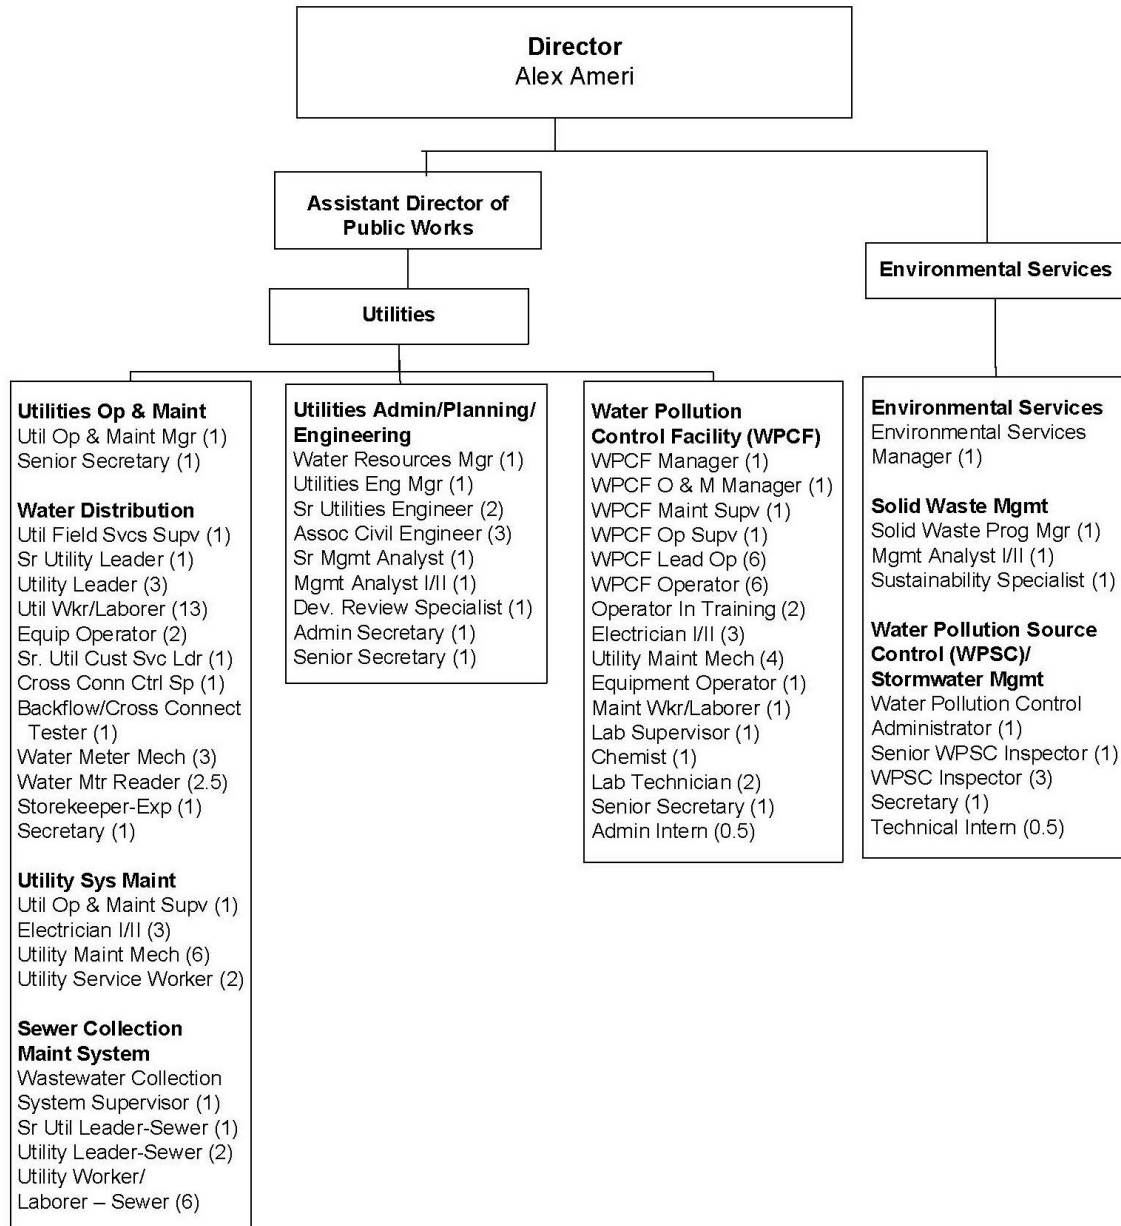 Director
Alex Ameri
Assistant Director of
Public Works
Environmental Services
Utilities
Utilities Op & Maint
Util Op & Maint Mgr (1)
Senior Secretary (1)
Water Distribution
Util Field Svcs Supv (1)
Sr Utility Leader (1)
Utility Leader (3)
Util Wkr/Laborer (13)
Equip Operator (2)
Sr. Util Cust Svc Ldr (1)
Cross Conn Ctrl Sp (1)
Backflow/Cross Connect
Tester (1)
Water Meter Mech (3)
Water Mtr Reader (2.5)
Storekeeper-Exp (1)
Secretary (1)
Utility Sys Maint
Util Op & Maint Supv (1)
Electrician I/II (3)
Utility Maint Mech (6)
Utility Service Worker (2)
Sewer Collection
Maint System
Wastewater Collection
System Supervisor (1)
Sr Util Leader-Sewer (1)
Utility Leader-Sewer (2)
Utility Worker/
Laborer – Sewer (6)
Utilities Admin/Planning/
Engineering
Water Resources Mgr (1)
Utilities Eng Mgr (1)
Sr Utilities Engineer (2)
Assoc Civil Engineer (3)
Sr Mgmt Analyst (1)
Mgmt Analyst I/II (1)
Dev. Review Specialist (1)
Admin Secretary (1)
Senior Secretary (1)
Water Pollution
Control Facility (WPCF)
WPCF Manager (1)
WPCF O & M Manager (1)
WPCF Maint Supv (1)
WPCF Op Supv (1)
WPCF Lead Op (6)
WPCF Operator (6)
Operator In Training (2)
Electrician I/II (3)
Utility Maint Mech (4)
Equipment Operator (1)
Maint Wkr/Laborer (1)
Lab Supervisor (1)
Chemist (1)
Lab Technician (2)
Senior Secretary (1)
Admin Intern (0.5)
Environmental Services
Environmental Services
Manager (1)
Solid Waste Mgmt
Solid Waste Prog Mgr (1)
Mgmt Analyst I/II (1)
Sustainability Specialist (1)
Water Pollution Source
Control (WPSC)/
Stormwater Mgmt
Water Pollution Control
Administrator (1)
Senior WPSC Inspector (1)
WPSC Inspector (3)
Secretary (1)
Technical Intern (0.5)